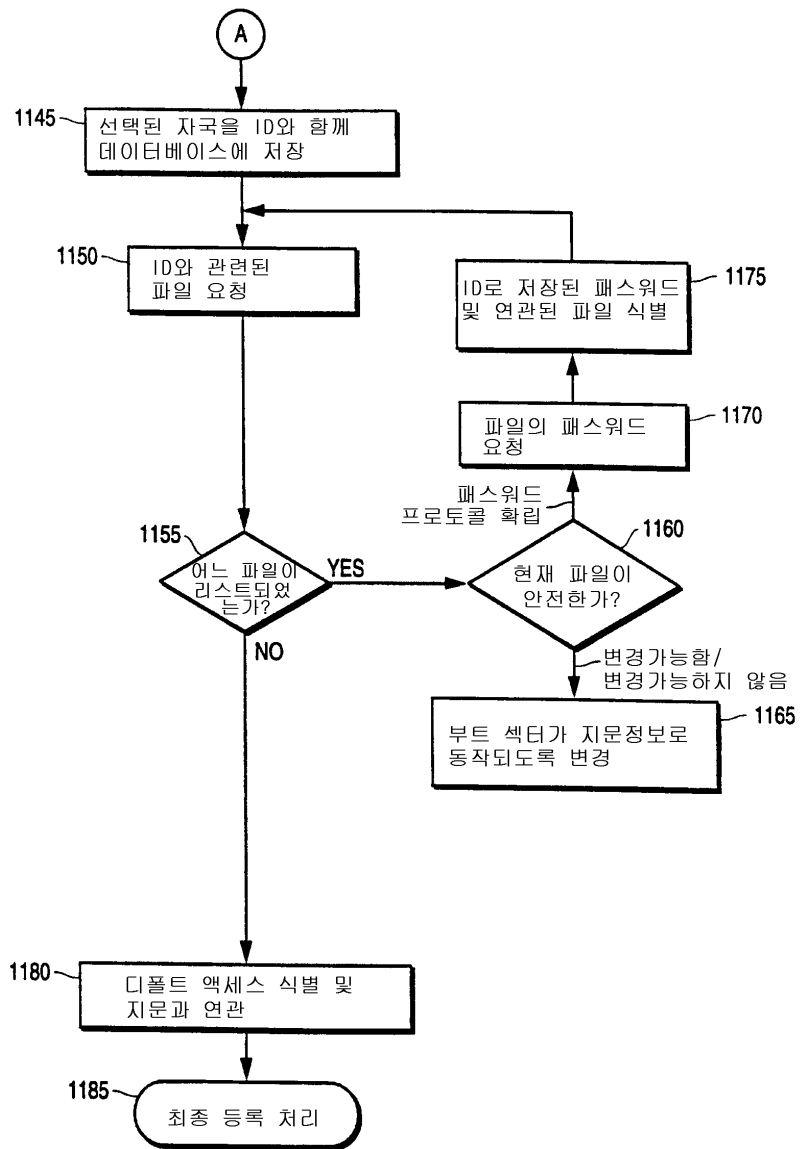 A
1145
선택된 자국을 ID와 함께
데이터베이스에 저장
1150
ID와 관련된
파일 요청
1175
ID로 저장된 패스워드
및 연관된 파일 식별
1170
파일의 패스워드
요청
패스워드
프로토콜 확립
1155
어느 파일이
리스트되었
는가?
YES
NO
1160
현재 파일이
안전한가?
변경가능함/
변경가능하지 않음
1165
부트 섹터가 지문정보로
동작되도록 변경
1180
디폴트 액세스 식별 및
지문과 연관
1185
최종 등록 처리